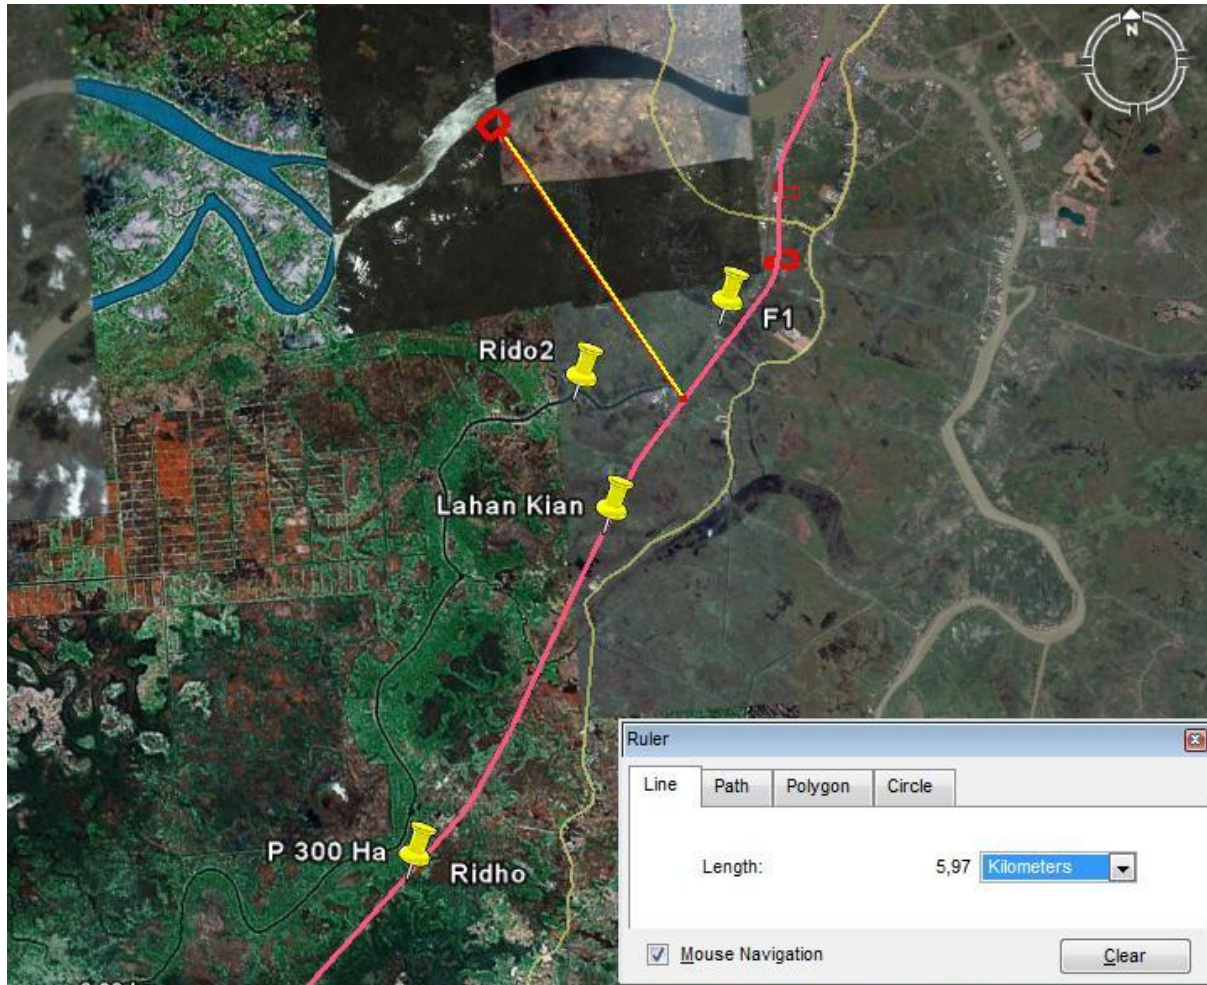 N
F1
Rido2
Lahan Kian
P 300 Ha
Ridho
Ruler
Line Path Polygon Circle
Length: 5,97 Kilometers
Mouse Navigation Clear